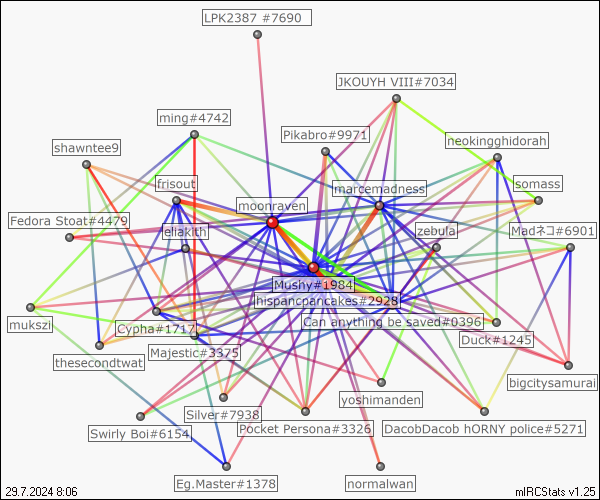 LPK2387 #7690
JKOUYH VIII#7034
ming#4742
Pikabro#9971
neokingghidorah
shawntee9
frisout
marcemadness
somass
moonraven
Fedora Stoat#4479
eliakith
zebula
Madネコ#6901
Mushy#1984
hispancpancakes#2928
mukszi
Cypha#1717
Can anything be saved#0396
thesecondtwat
Majestic#3375
Duck#1245
bigcitysamurai
yoshimanden
Silver#7938
Swirly Boi#6154
Pocket Persona#3326
DacobDacob hORNY police#5271
Eg.Master#1378
normalwan
29.7.2024 8:06
mIRCStats v1.25